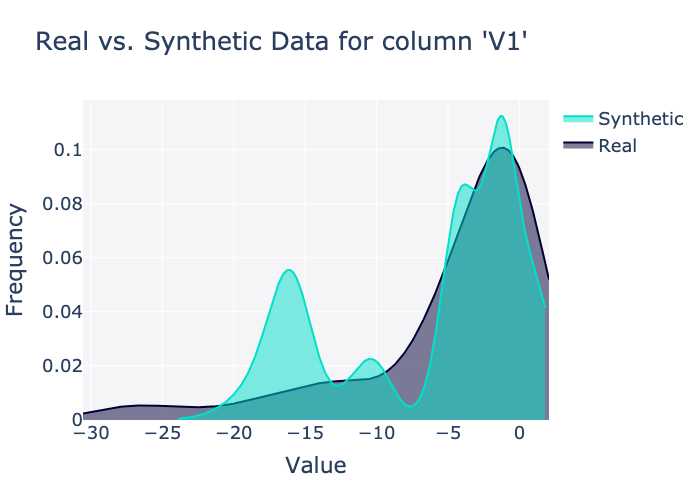 Real vs. Synthetic Data for column 'V1'
Synthetic
Real
Frequency
0.1
0.08
0.06
0.04
0.02
0
−30
−25
−20
−15
−10
−5
0
Value